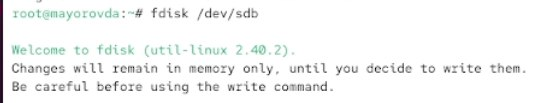 root@mayorovda:~# fdisk /dev/sdb
Welcome to fdisk (util-linux 2.40.2).
Changes will remain in memory only, until you decide to write them.
Be careful before using the write command.